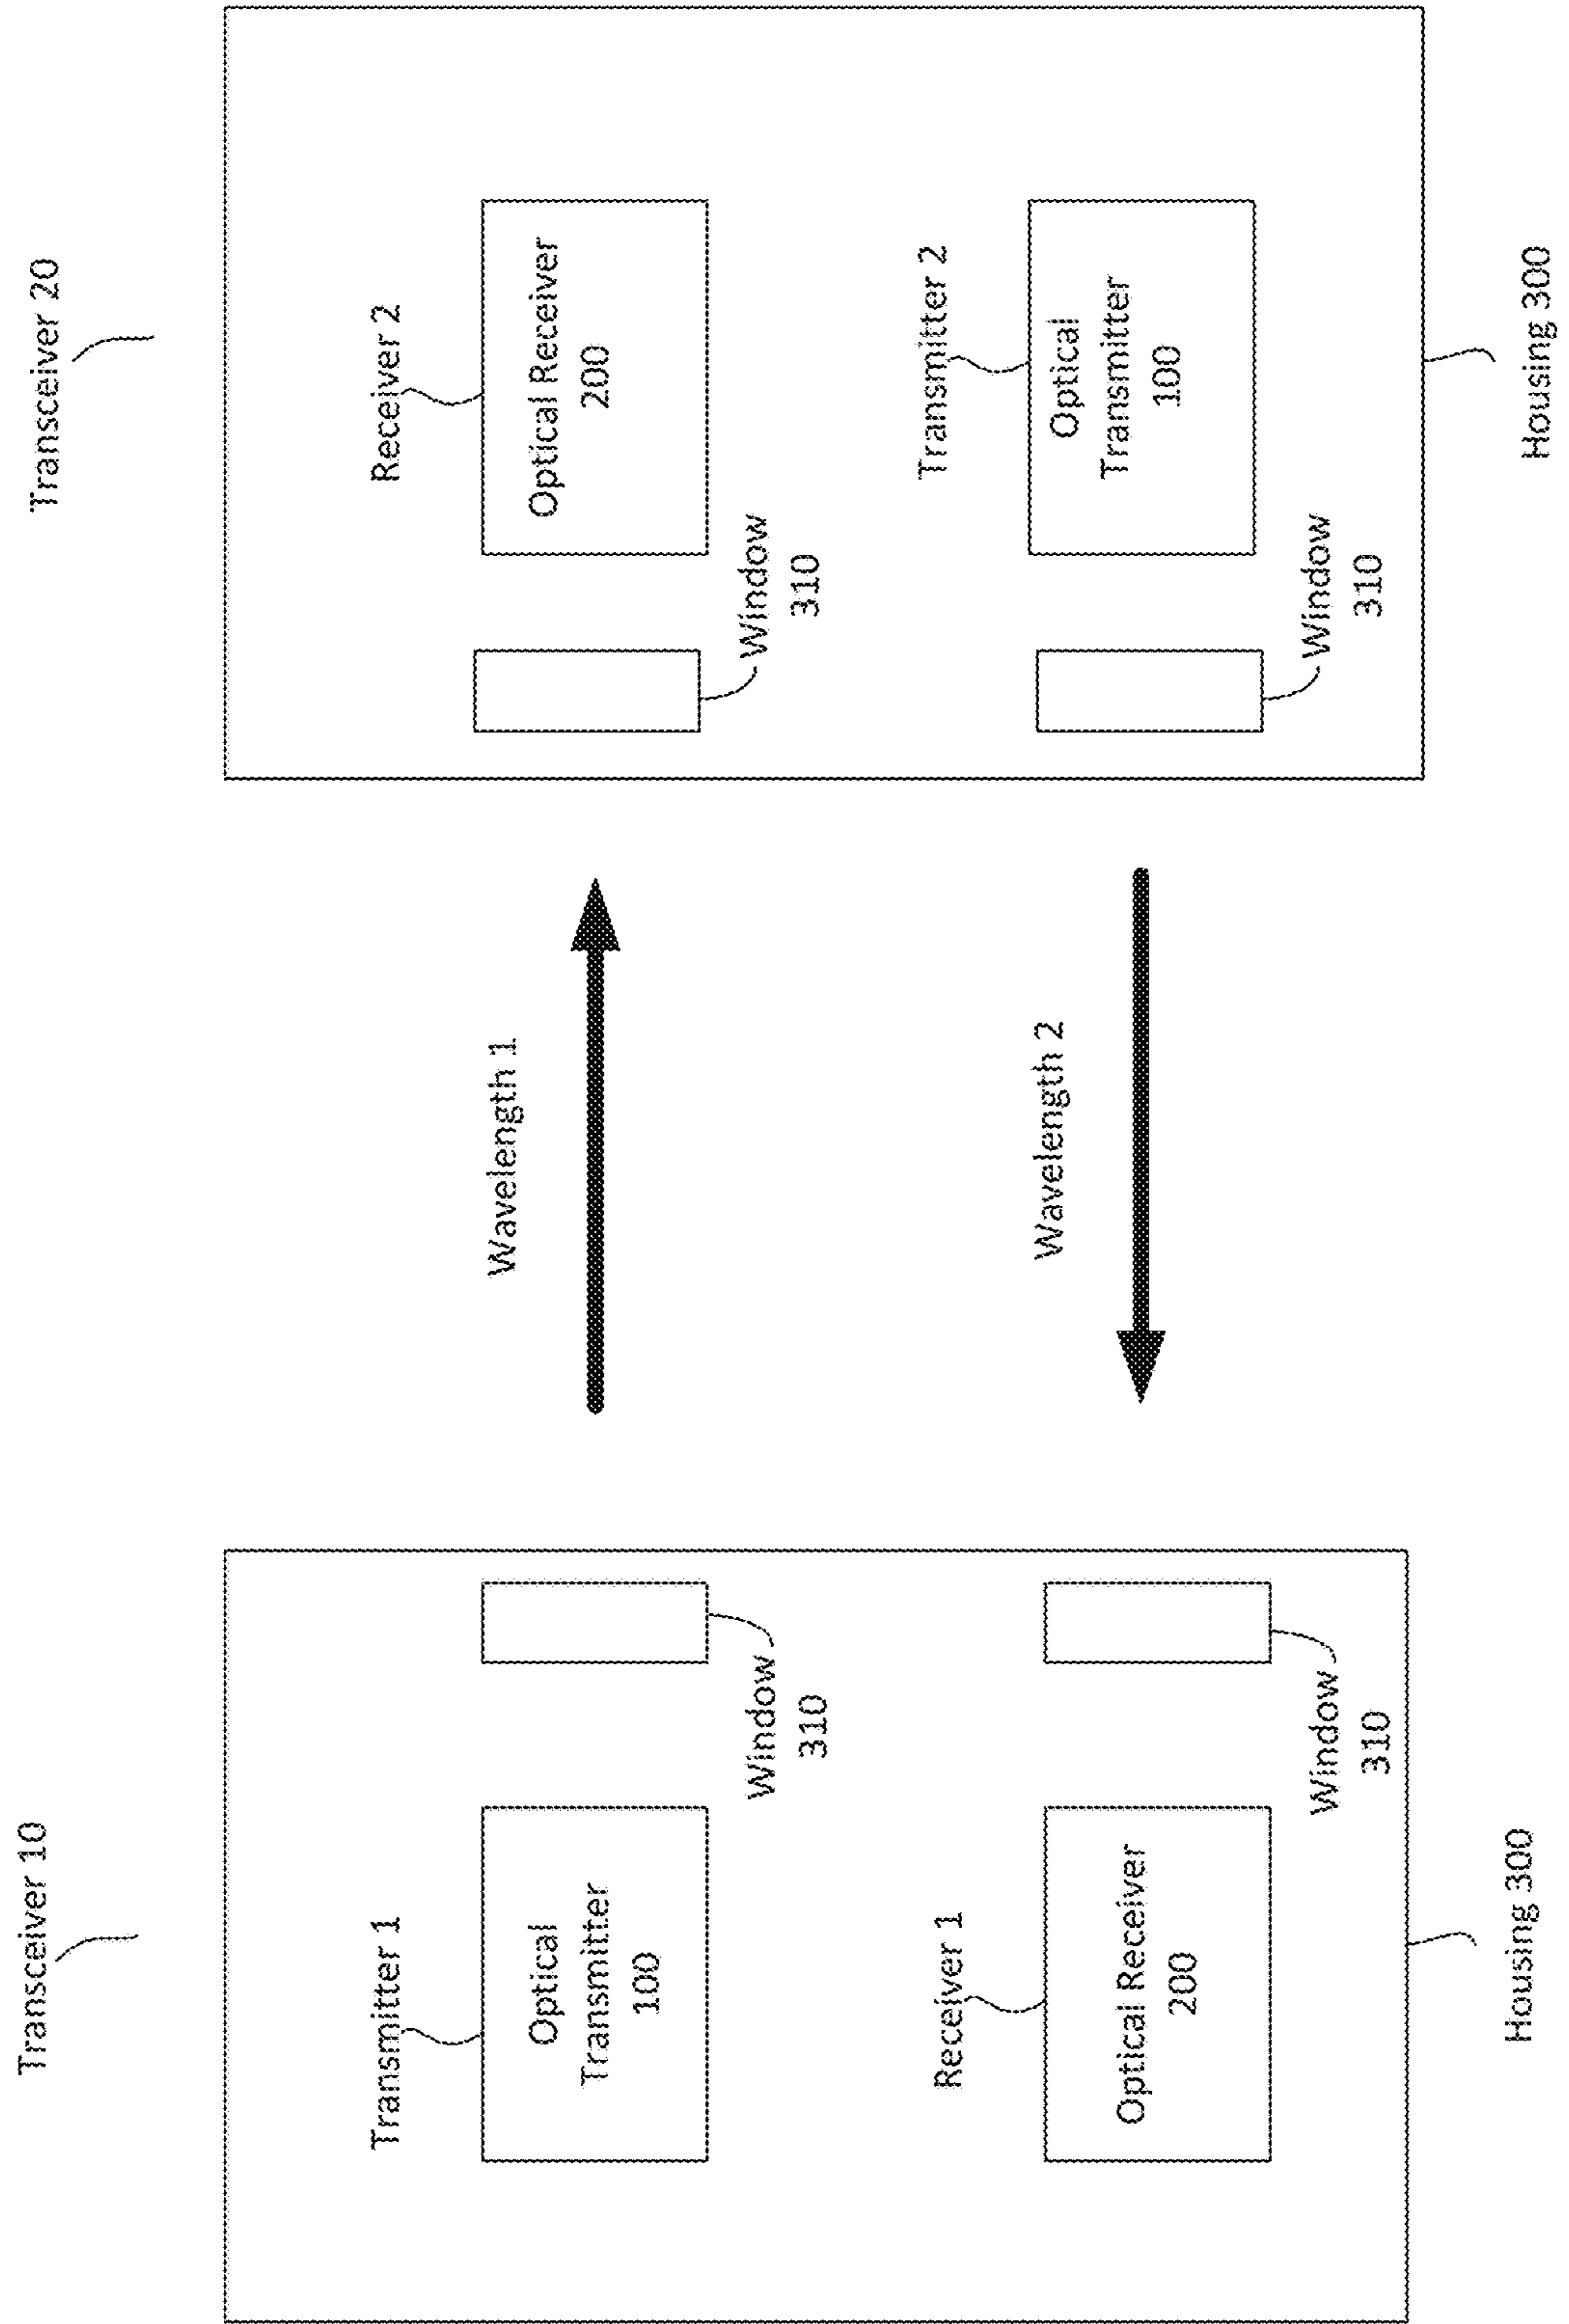 Transceiver 10
Transmitter 1
Optical
Transmitter
100
Window
310
Receiver 1
Optical Receiver
200
Window
310
Housing 300
Wavelength 1
Wavelength 2
Transceiver 20
Receiver 2
Optical Receiver
200
Window
310
Transmitter 2
Optical
Transmitter
100
Window
310
Housing 300